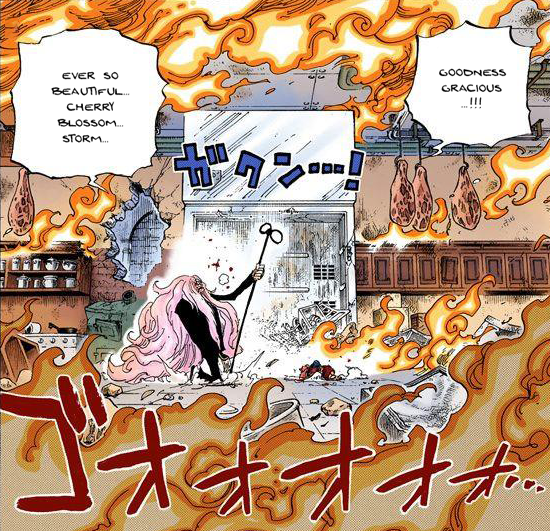 EVER SO
BEAUTIFUL...
CHERRY
BLOSSOM...
STORM...
GOODNESS
GRACIOUS
...!!!
ガクン...!
ゴオオオオオ...